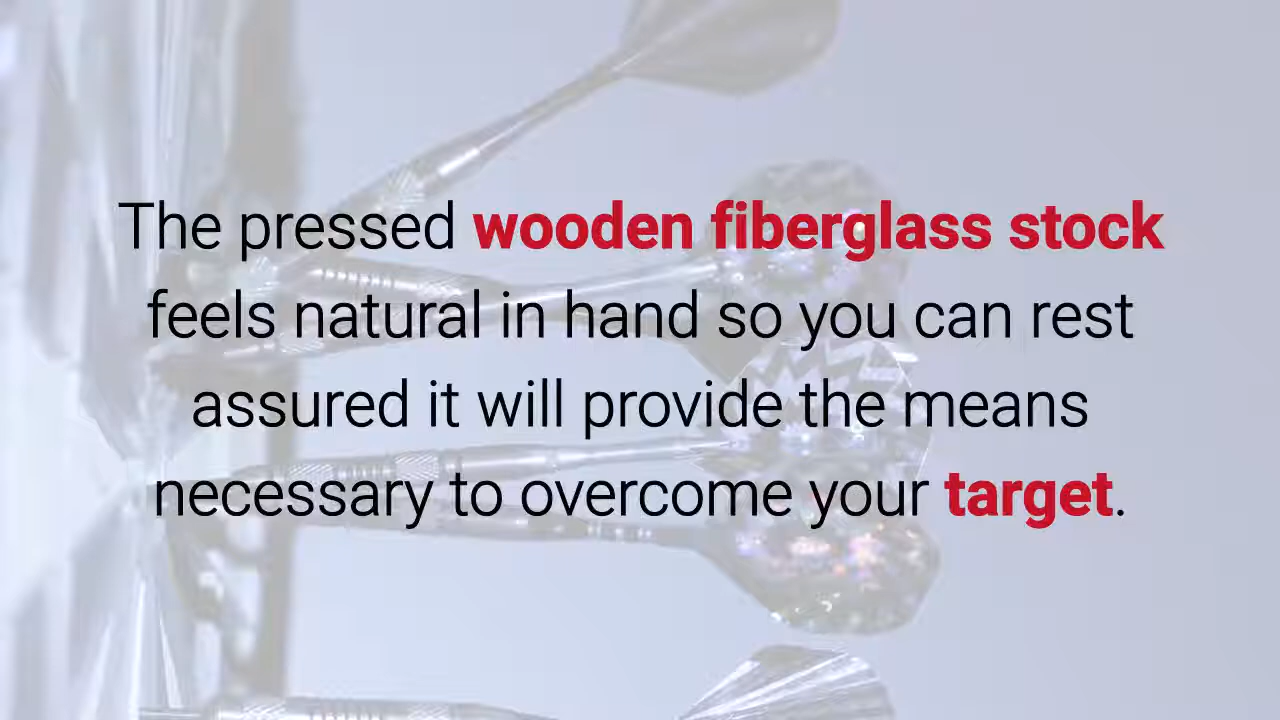 The pressed wooden fiberglass stock
feels natural in hand so you can rest
assured it will provide the means
necessary to overcome your target.